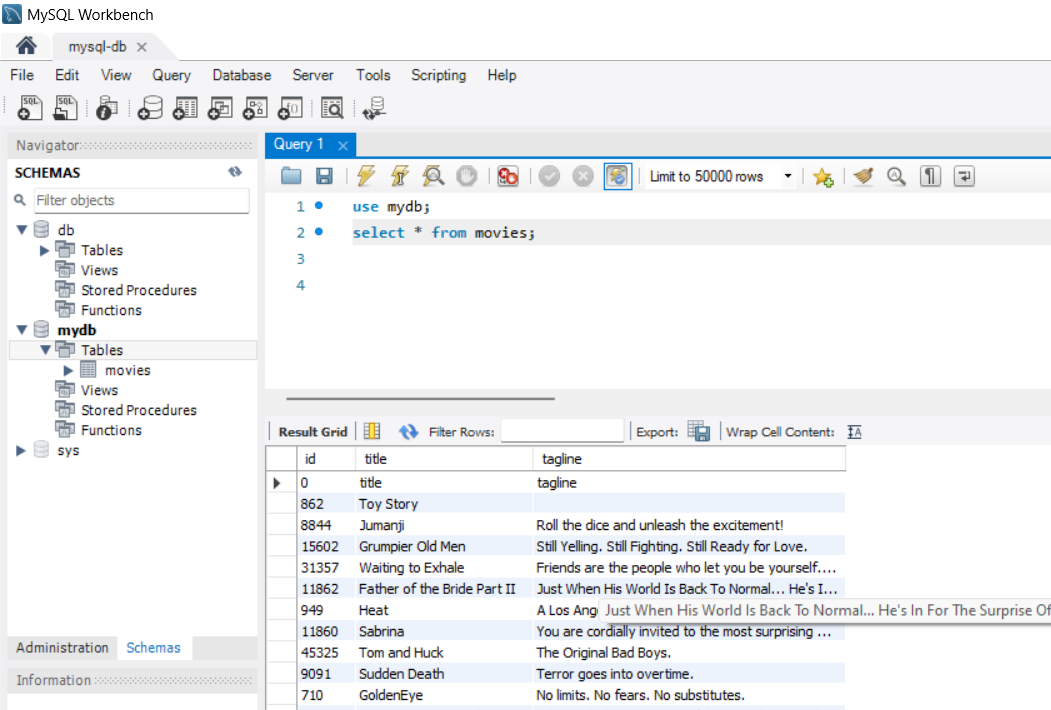 MySQL Workbench
mysql-db
File Edit View Query Database Server Tools Scripting Help
Navigator
SCHEMAS
Filter objects
db
Tables
Views
Stored Procedures
Functions
mydb
Tables
movies
Views
Stored Procedures
Functions
sys
Administration Schemas
Information
Query 1
Limit to 50000 rows
1 use mydb;
2 select * from movies;
3
4
Result Grid Filter Rows: Export: Wrap Cell Content:
id title tagline
0 title tagline
862 Toy Story
8844 Jumanji Roll the dice and unleash the excitement!
15602 Grumpier Old Men Still Yelling. Still Fighting. Still Ready for Love.
31357 Waiting to Exhale Friends are the people who let you be yourself....
11862 Father of the Bride Part II Just When His World Is Back To Normal... He's I...
949 Heat A Los Ang
Just When His World Is Back To Normal... He's In For The Surprise Of
11860 Sabrina You are cordially invited to the most surprising ...
45325 Tom and Huck The Original Bad Boys.
9091 Sudden Death Terror goes into overtime.
710 GoldenEye No limits. No fears. No substitutes.